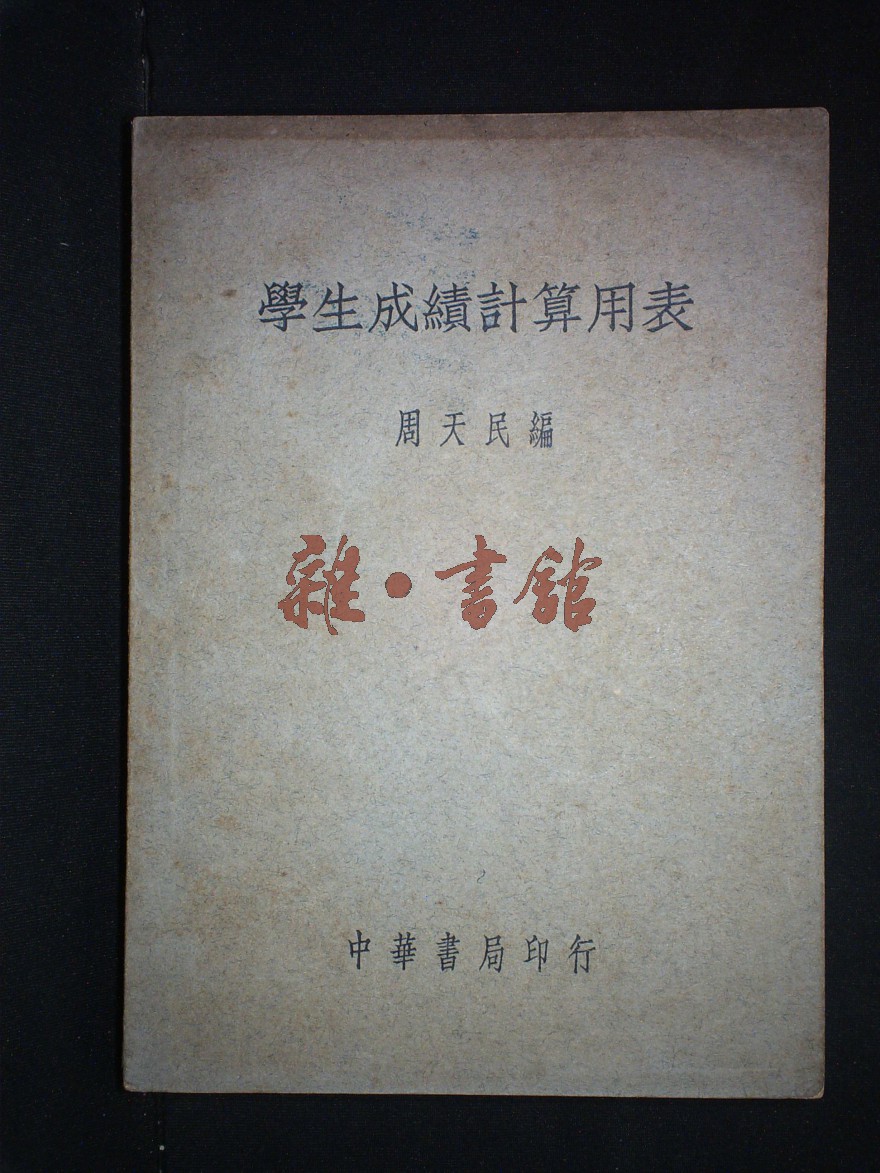 學生成績計算用表
周天民編
雜·書館
中華書局印行